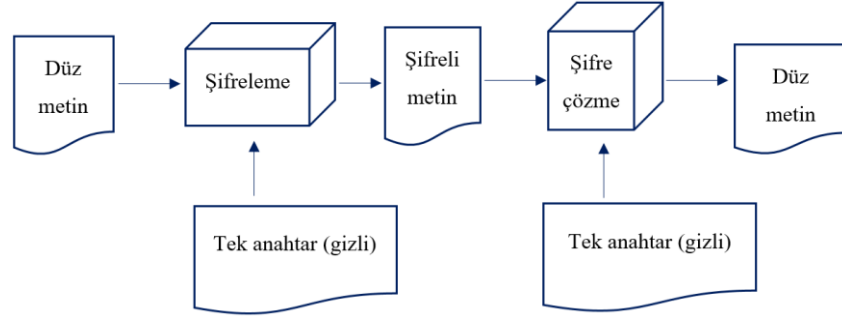 Düz
metin
Şifreleme
Şifreli
metin
Şifre
çözme
Düz
metin
Tek anahtar (gizli)
Tek anahtar (gizli)